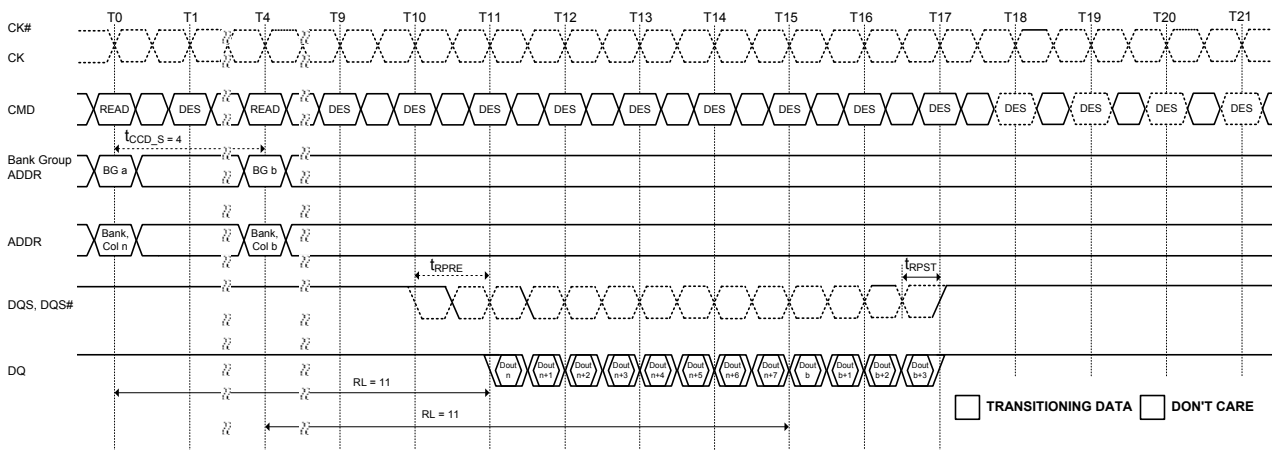 T0 T1 T4 T9 T10 T11 T12 T13 T14 T15 T16 T17 T18 T19 T20 T21
CK#
CK
CMD READ DES READ DES DES DES DES DES DES DES DES DES DES DES DES DES
tCCD_S = 4
Bank Group
ADDR
BG a BG b
ADDR
Bank,
Col n
Bank,
Col b
tRPRE tRPST
DQS, DQS#
DQ
Dout
n
Dout
n+1
Dout
n+2
Dout
n+3
Dout
n+4
Dout
n+5
Dout
n+6
Dout
n+7
Dout
b
Dout
b+1
Dout
b+2
Dout
b+3
RL = 11
RL = 11
TRANSITIONING DATA DON'T CARE